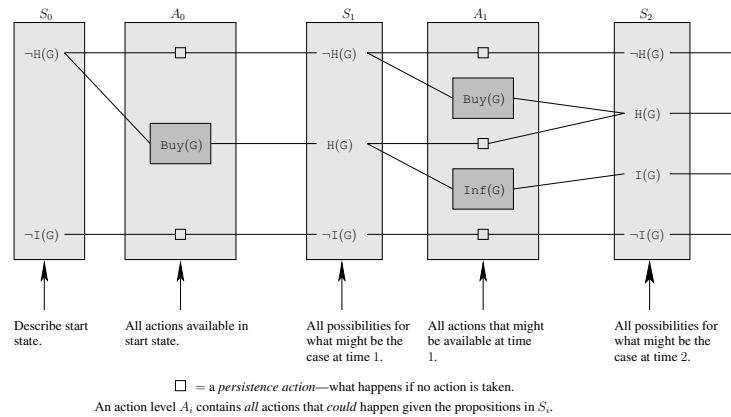 S₀ A₀ S₁ A₁ S₂
¬H(G) ¬H(G) ¬H(G)
Buy(G) H(G)
Buy(G) H(G)
I(G)
Inf(G)
¬I(G) ¬I(G) ¬I(G)
Describe start All actions available in All possibilities for All actions that might All possibilities for
state. start state. what might be the be available at time what might be the
case at time 1. 1. case at time 2.
= a persistence action—what happens if no action is taken.
An action level Aᵢ contains all actions that could happen given the propositions in Sᵢ.